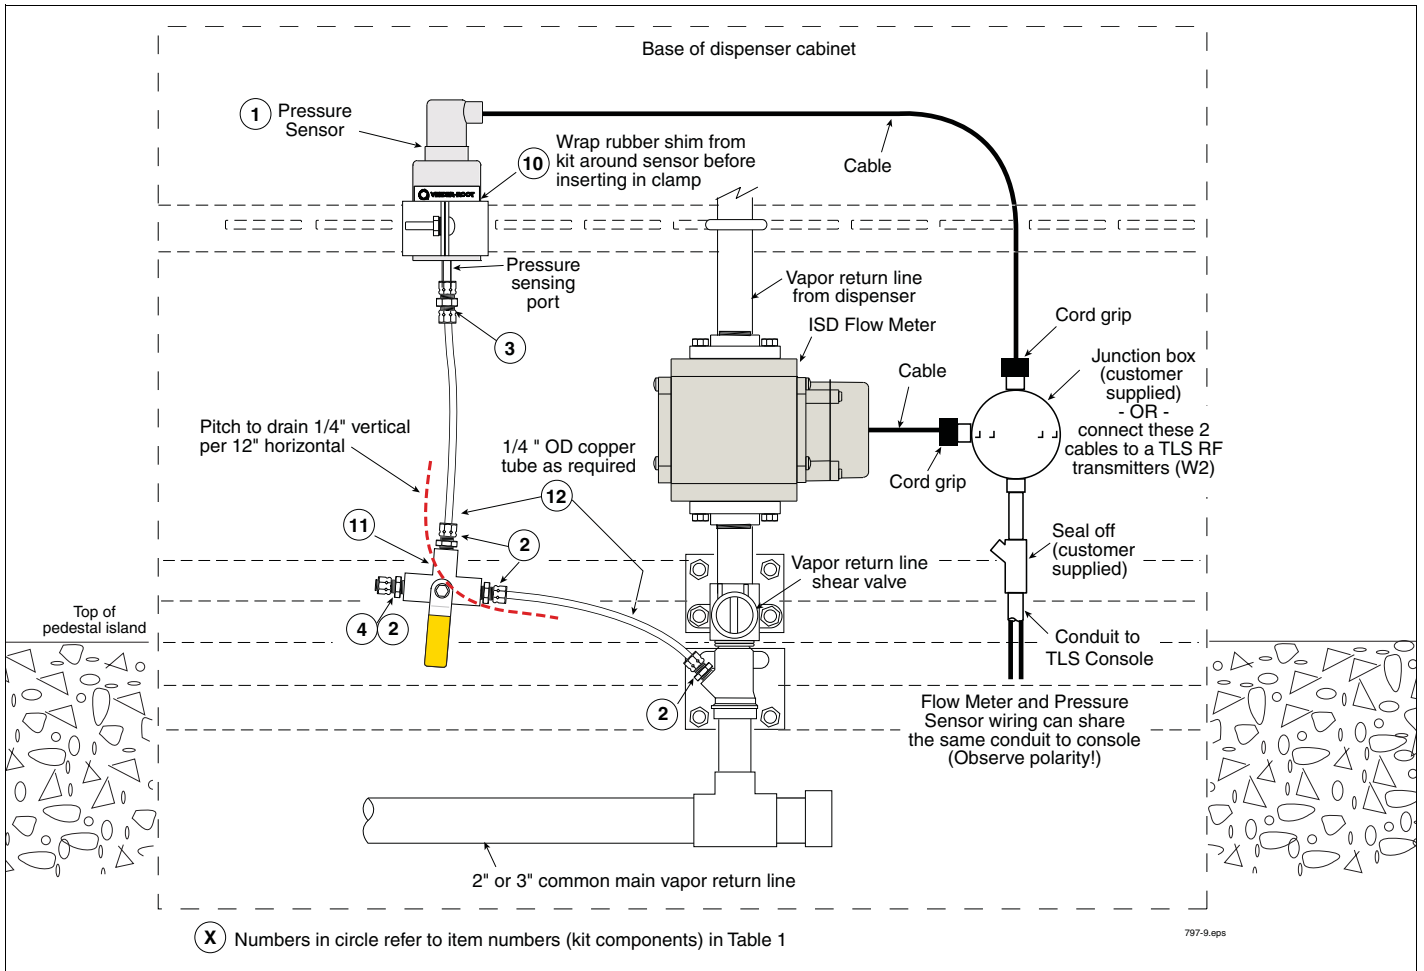 Base of dispenser cabinet
1
Pressure
Sensor
10
Wrap rubber shim from
kit around sensor before
inserting in clamp
Cable
VEEDER-ROOT
Pressure
sensing
port
3
Vapor return line
from dispenser
ISD Flow Meter
Cord grip
Cable
Junction box
(customer
supplied)
- OR -
connect these 2
cables to a TLS RF
transmitters (W2)
Cord grip
Pitch to drain 1/4" vertical
per 12" horizontal
1/4 " OD copper
tube as required
12
11
2
4
2
Vapor return line
shear valve
Seal off
(customer
supplied)
Top of
pedestal island
Conduit to
TLS Console
2
Flow Meter and Pressure
Sensor wiring can share
the same conduit to console
(Observe polarity!)
2" or 3" common main vapor return line
X Numbers in circle refer to item numbers (kit components) in Table 1
797-9.eps